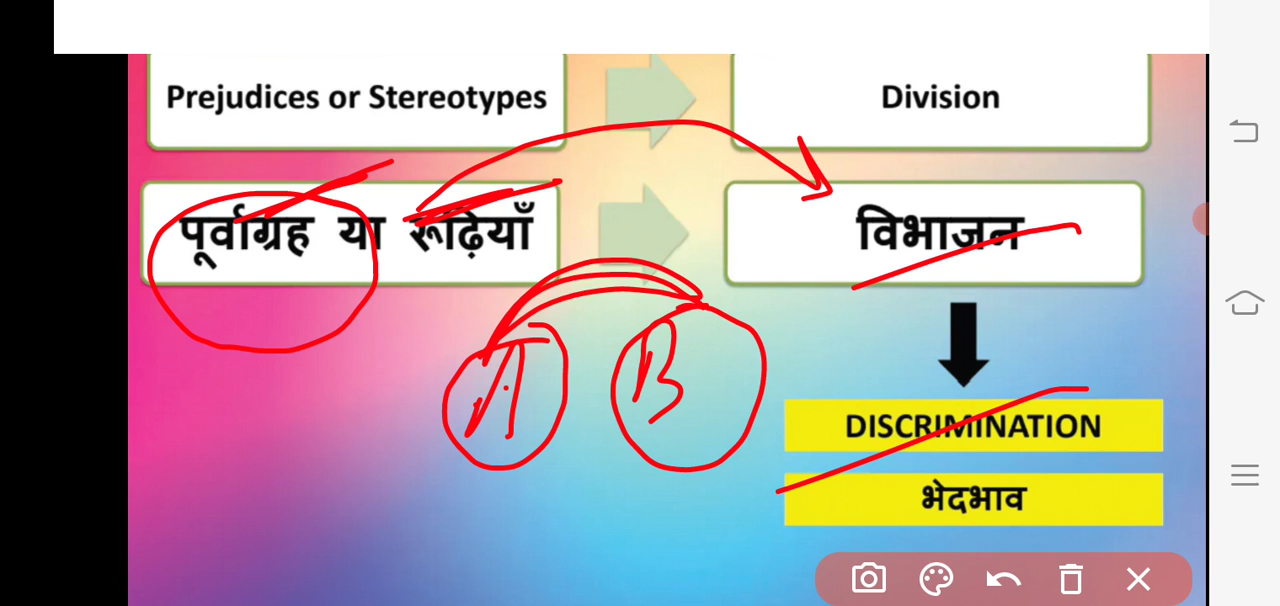 Prejudices or Stereotypes
Division
पूर्वाग्रह या रूढ़ियाँ
विभाजन
A B
DISCRIMINATION
भेदभाव